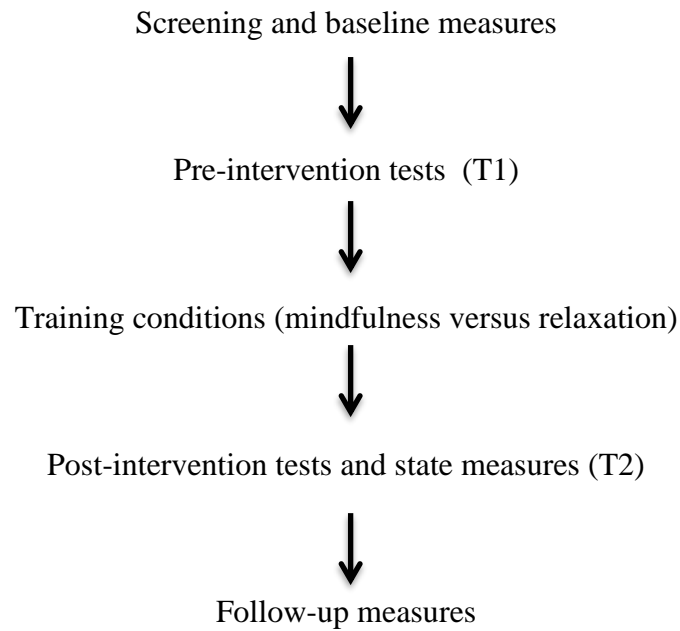 Screening and baseline measures
Pre-intervention tests (T1)
Training conditions (mindfulness versus relaxation)
Post-intervention tests and state measures (T2)
Follow-up measures